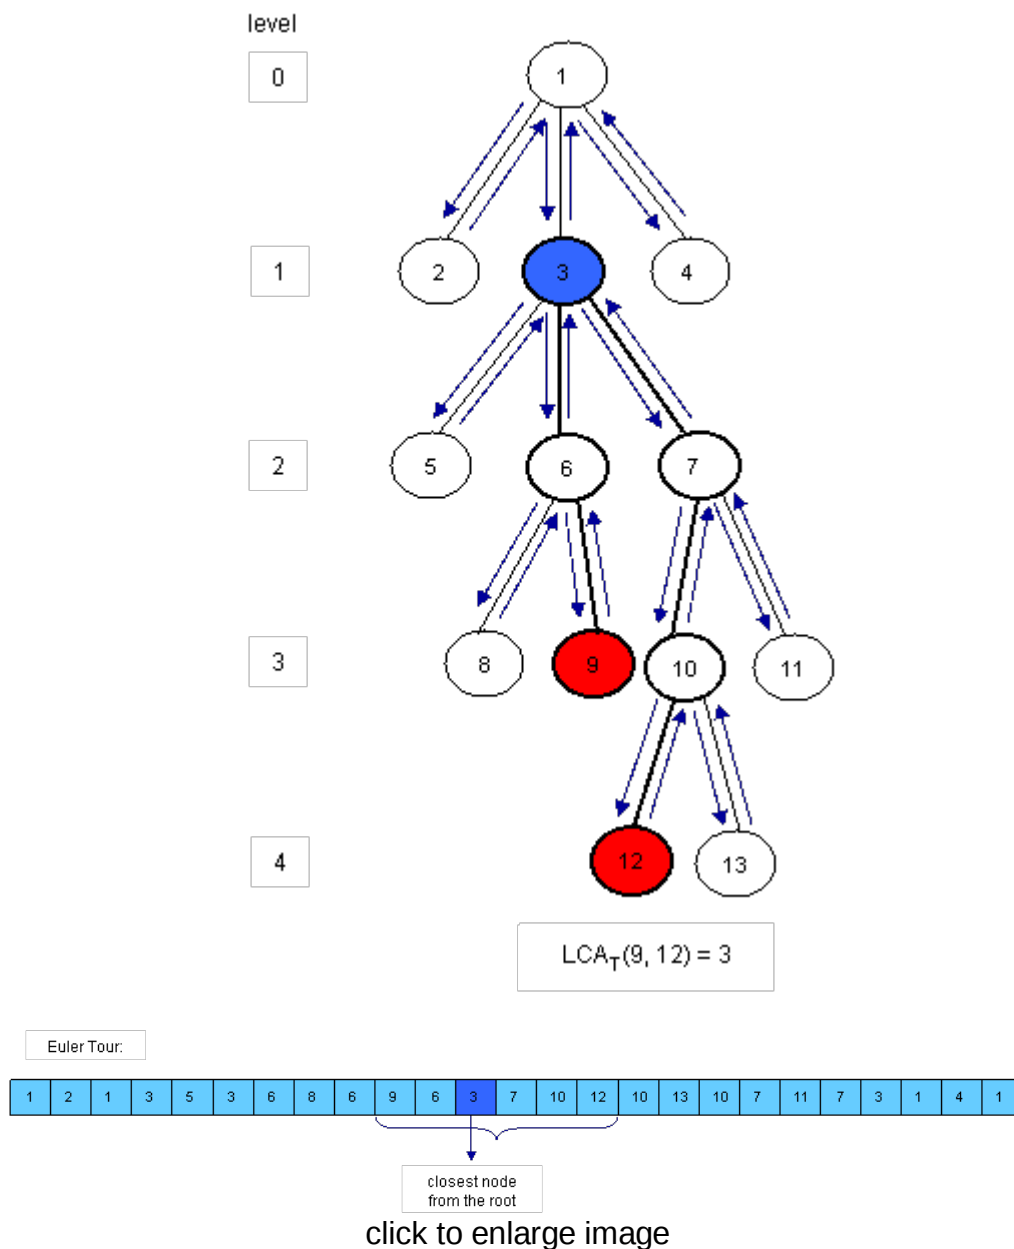 level
0
1
1
2
3
4
2
5
6
7
3
8
9
10
11
4
12
13
LCA_T(9, 12) = 3
Euler Tour:
1 2 1 3 5 3 6 8 6 9 6 3 7 10 12 10 13 10 7 11 7 3 1 4 1
closest node
from the root
click to enlarge image